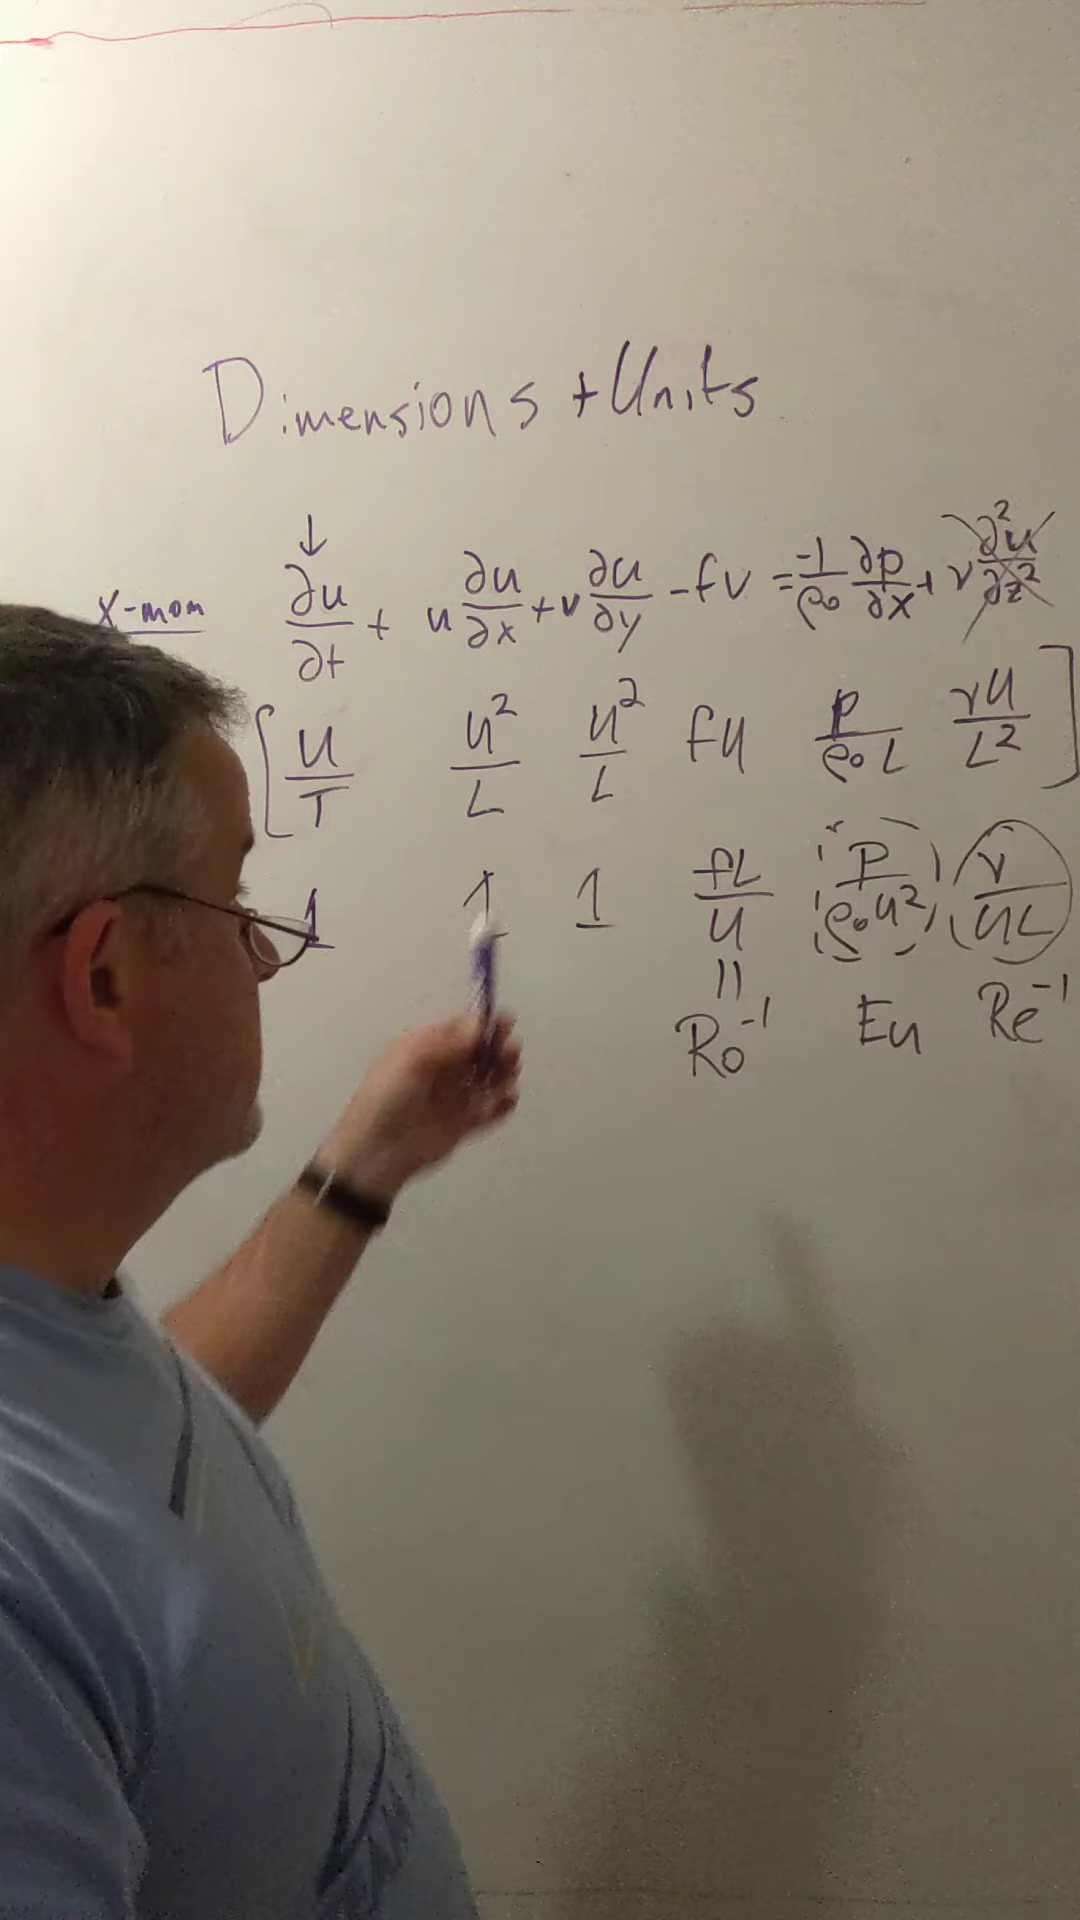 Dimensions + Units
↓
x-mom ∂u/∂t + u ∂u/∂x + v ∂u/∂y - fv = -1/ρ₀ ∂p/∂x + ν ∂²u/∂z²
[ U/T U²/L U²/L fU P/ρ₀L νU/L² ]
1 1 1 fL/U P/ρ₀U² ν/UL
||
Ro⁻¹ Eu Re⁻¹